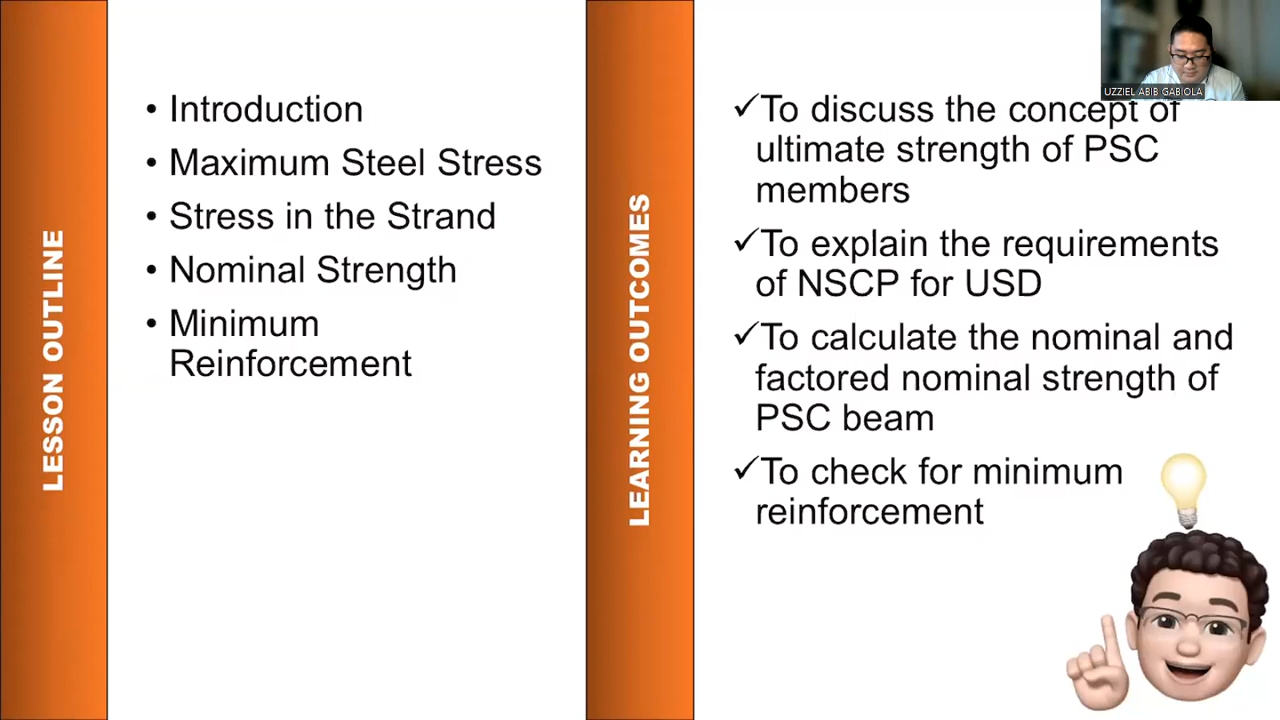 LESSON OUTLINE
• Introduction
• Maximum Steel Stress
• Stress in the Strand
• Nominal Strength
• Minimum
Reinforcement
LEARNING OUTCOMES
✓To discuss the concept of
ultimate strength of PSC
members
✓To explain the requirements
of NSCP for USD
✓To calculate the nominal and
factored nominal strength of
PSC beam
✓To check for minimum
reinforcement
UZZIEL ABIB GABIOLA